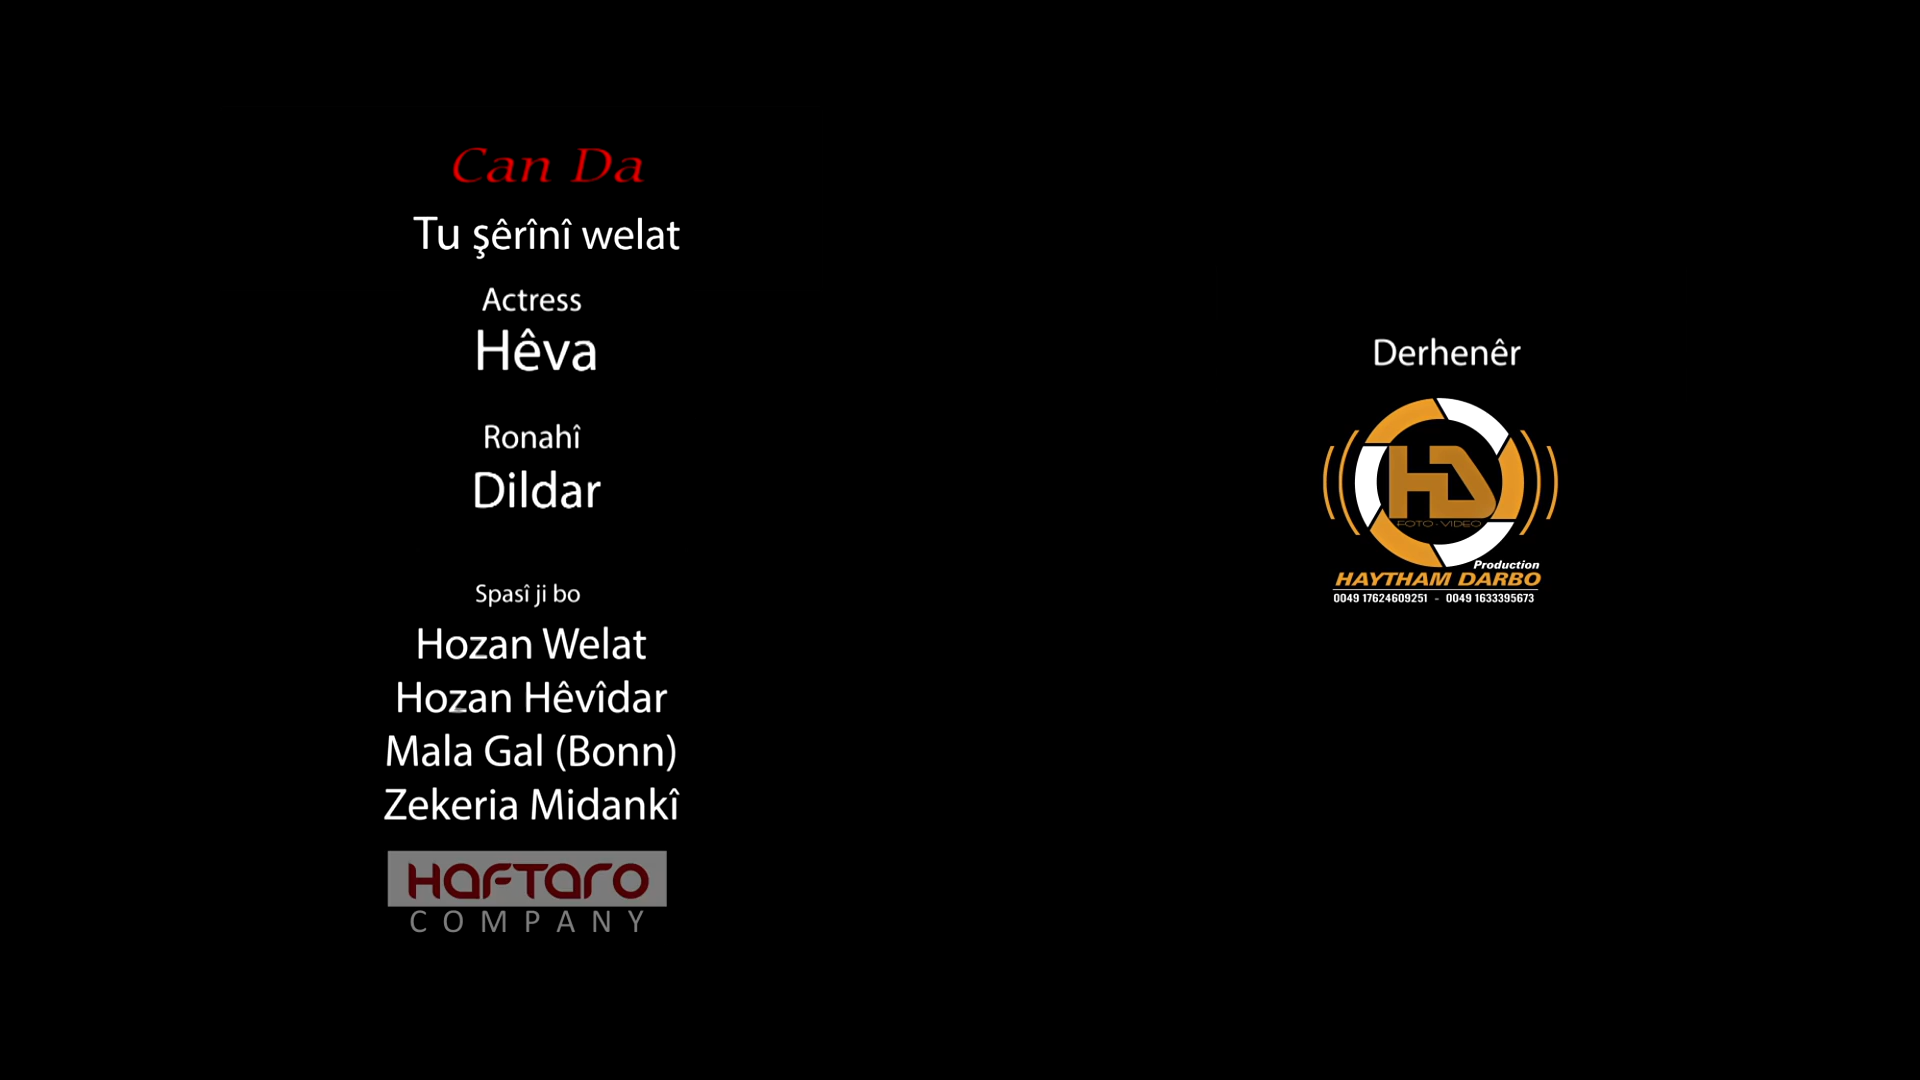 Can Da
Tu şêrînî welat
Actress
Hêva
Ronahî
Dildar
Spasî ji bo
Hozan Welat
Hozan Hêvîdar
Mala Gal (Bonn)
Zekeria Midankî
HAFTARO
COMPANY
Derhenêr
HD
FOTO - VIDEO
Production
HAYTHAM DARBO
0049 17624609251 - 0049 1633395673